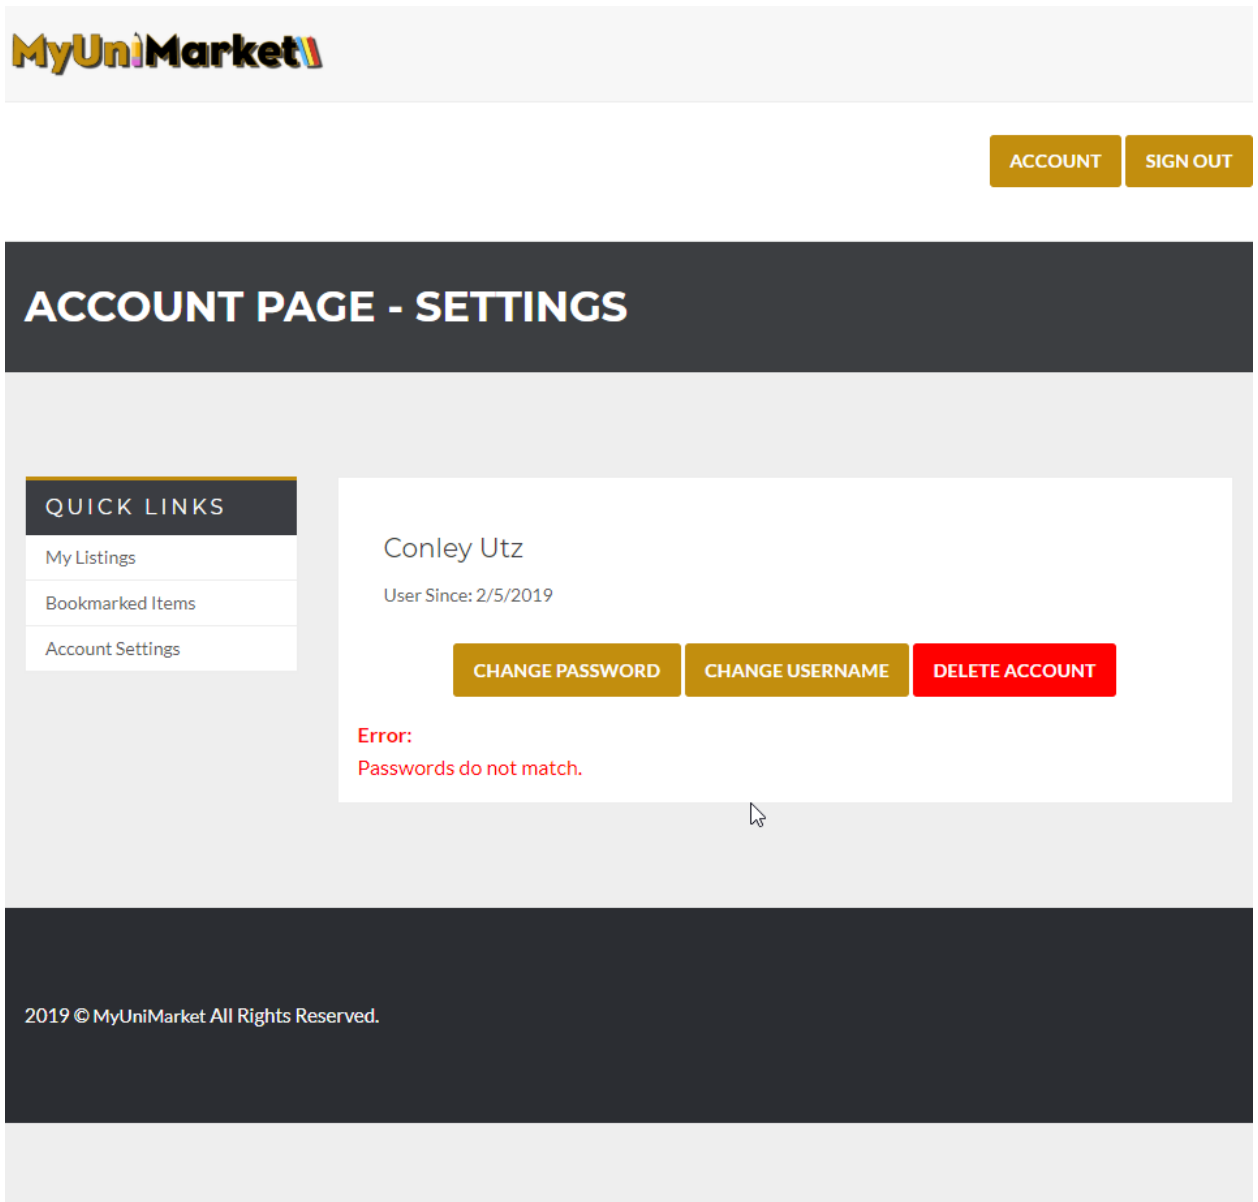 MyUniMarket
ACCOUNT SIGN OUT
ACCOUNT PAGE - SETTINGS
QUICK LINKS
My Listings
Bookmarked Items
Account Settings
Conley Utz
User Since: 2/5/2019
CHANGE PASSWORD CHANGE USERNAME DELETE ACCOUNT
Error:
Passwords do not match.
2019 © MyUniMarket All Rights Reserved.